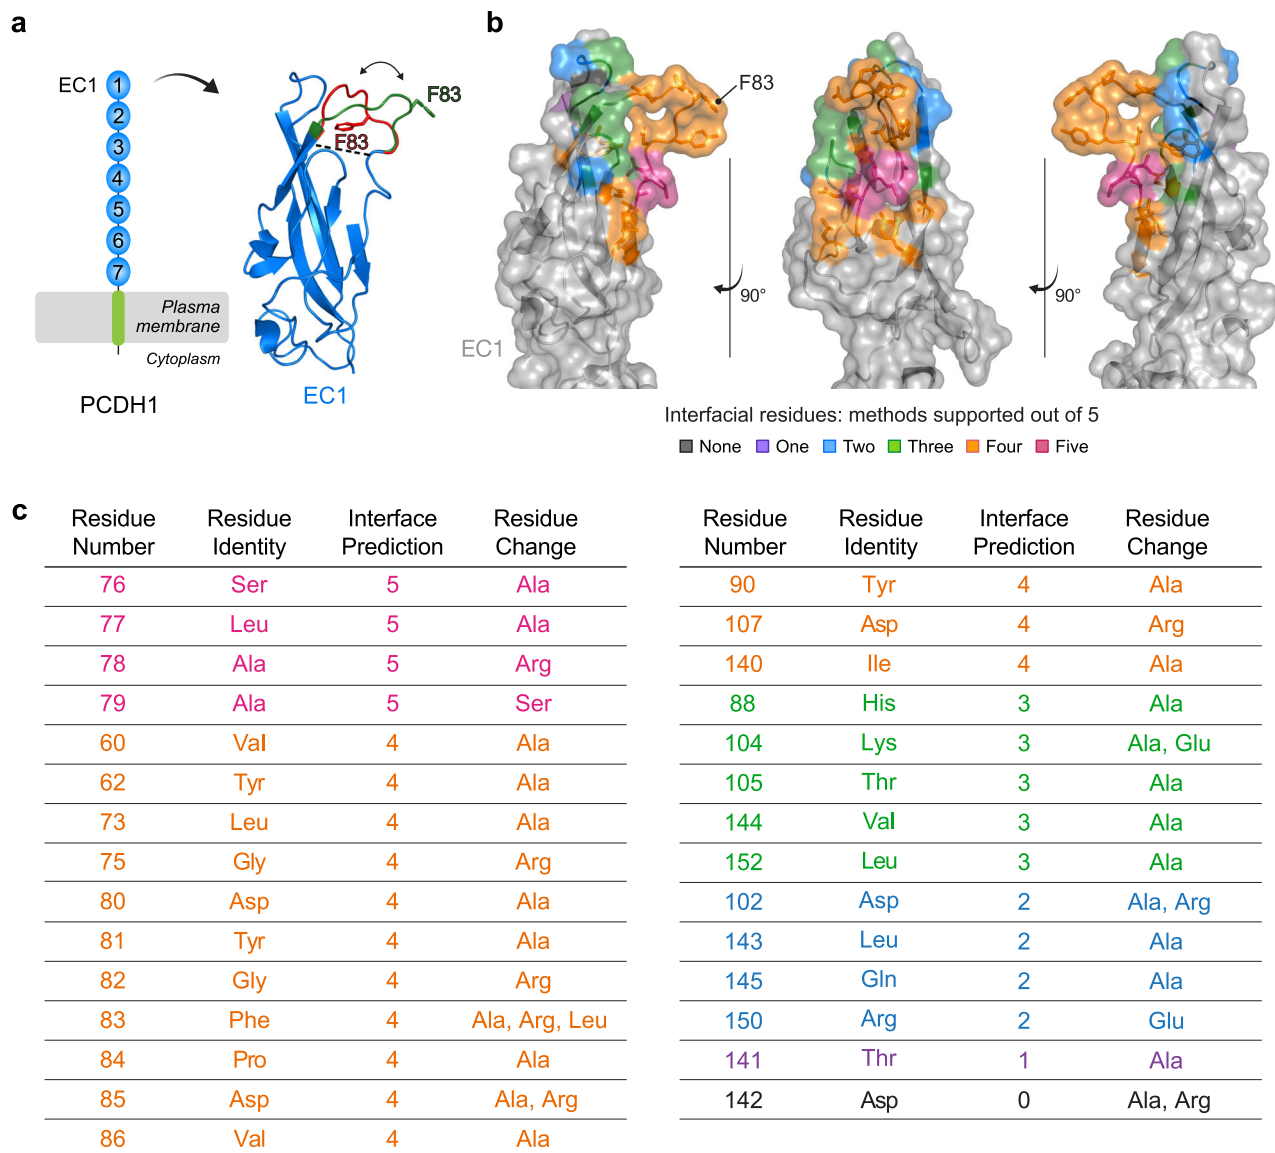 a
EC1
1
2
3
4
5
6
7
Plasma
membrane
Cytoplasm
PCDH1
F83
F83
EC1
b
F83
90°
90°
EC1
Interfacial residues: methods supported out of 5
None One Two Three Four Five
c
Residue Number Residue Identity Interface Prediction Residue Change
76 Ser 5 Ala
77 Leu 5 Ala
78 Ala 5 Arg
79 Ala 5 Ser
60 Val 4 Ala
62 Tyr 4 Ala
73 Leu 4 Ala
75 Gly 4 Arg
80 Asp 4 Ala
81 Tyr 4 Ala
82 Gly 4 Arg
83 Phe 4 Ala, Arg, Leu
84 Pro 4 Ala
85 Asp 4 Ala, Arg
86 Val 4 Ala
Residue Number Residue Identity Interface Prediction Residue Change
90 Tyr 4 Ala
107 Asp 4 Arg
140 Ile 4 Ala
88 His 3 Ala
104 Lys 3 Ala, Glu
105 Thr 3 Ala
144 Val 3 Ala
152 Leu 3 Ala
102 Asp 2 Ala, Arg
143 Leu 2 Ala
145 Gln 2 Ala
150 Arg 2 Glu
141 Thr 1 Ala
142 Asp 0 Ala, Arg